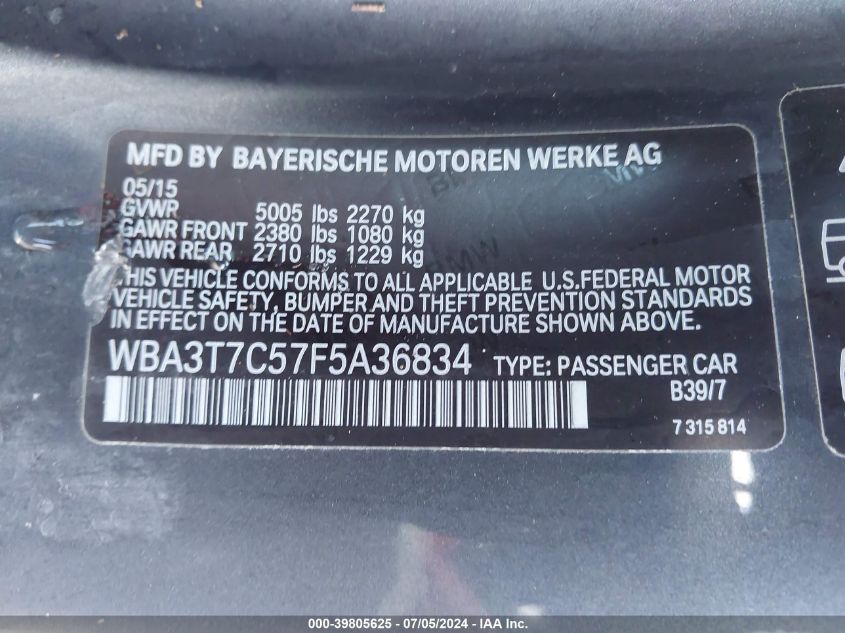 MFD BY BAYERISCHE MOTOREN WERKE AG
05/15
GVWR 5005 lbs 2270 kg
GAWR FRONT 2380 lbs 1080 kg
GAWR REAR 2710 lbs 1229 kg
THIS VEHICLE CONFORMS TO ALL APPLICABLE U.S.FEDERAL MOTOR
VEHICLE SAFETY, BUMPER AND THEFT PREVENTION STANDARDS
IN EFFECT ON THE DATE OF MANUFACTURE SHOWN ABOVE.
WBA3T7C57F5A36834 TYPE: PASSENGER CAR
B39/7
7 315 814
000-39805625 - 07/05/2024 - IAA Inc.